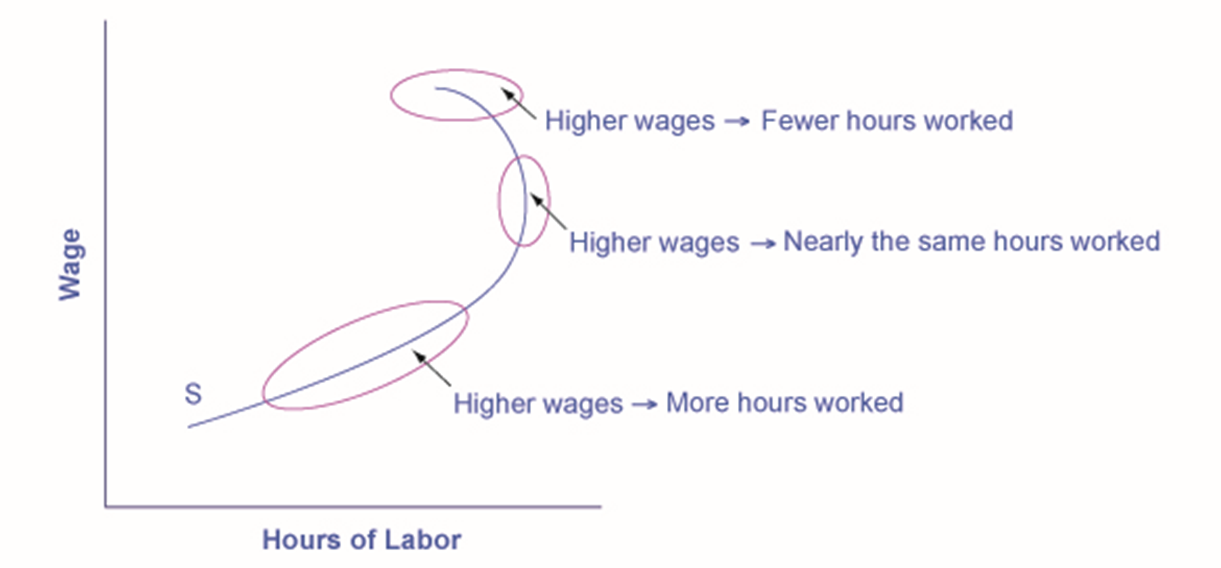 Higher wages → Fewer hours worked
Higher wages → Nearly the same hours worked
Wage
S
Higher wages → More hours worked
Hours of Labor